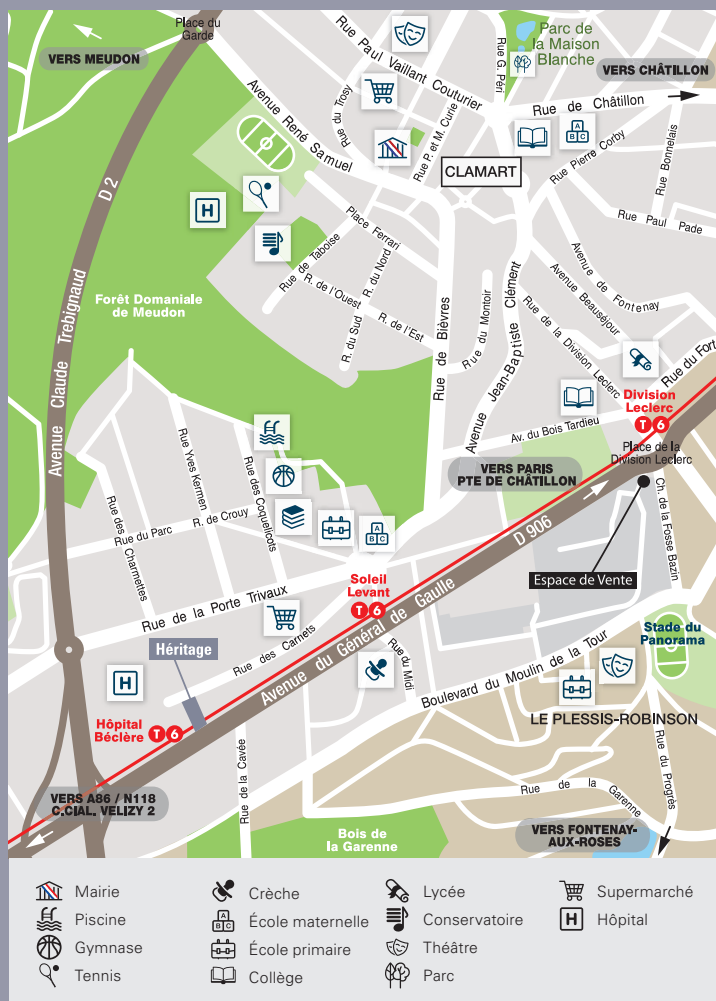 Place du
Garde
VERS MEUDON
Rue Paul Vaillant Couturier
Rue G. Péri
Parc de
la Maison
Blanche
VERS CHÂTILLON
Rue de Châtillon
Avenue René Samuel
Rue du Trosy
Rue P. et M. Curie
A
B C
Rue Pierre Corby
Rue Bonnelais
CLAMART
D 2
H
Place Ferrari
Rue Paul Pade
Rue de Taboise
R. du Nord
R. de l'Ouest
R. de l'Est
R. du Sud
Rue du Montoir
Rue de Bièvres
Avenue Jean-Baptiste Clément
Avenue de Fontenay
Avenue Beauséjour
Rue de la Division Leclerc
Forêt Domaniale
de Meudon
Avenue Claude Trebignaud
Rue du Fort
Division
Leclerc
T 6
Av. du Bois Tardieu
Place de la
Division Leclerc
VERS PARIS
PTE DE CHÂTILLON
Rue Yves Kermen
Rue des Coquelicots
Rue des Charmettes
R. de Crouy
Rue du Parc
A
B C
D 906
Ch. de la Fosse Bazin
Espace de Vente
Soleil
Levant
T 6
Rue de la Porte Trivaux
Rue des Carnets
Héritage
Avenue du Général de Gaulle
Rue du Midi
Boulevard du Moulin de la Tour
Stade du
Panorama
H
Hôpital
Béclère
T 6
LE PLESSIS-ROBINSON
Rue de la Cavée
Rue du Progrès
Rue de la Garenne
VERS A86 / N118
C.CIAL. VELIZY 2
Bois de
la Garenne
VERS FONTENAY-
AUX-ROSES
Mairie
Piscine
Gymnase
Tennis
Crèche
A
B C
École maternelle
École primaire
Collège
Lycée
Conservatoire
Théâtre
Parc
Supermarché
H
Hôpital